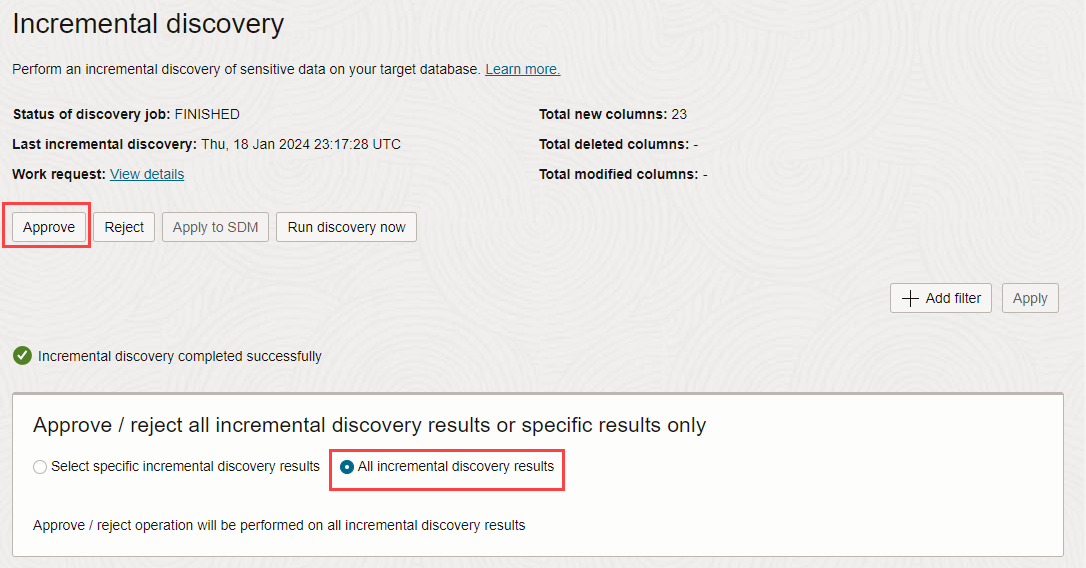 Incremental discovery
Perform an incremental discovery of sensitive data on your target database. Learn more.
Status of discovery job: FINISHED
Total new columns: 23
Last incremental discovery: Thu, 18 Jan 2024 23:17:28 UTC
Total deleted columns: -
Work request: View details
Total modified columns: -
Approve
Reject
Apply to SDM
Run discovery now
Add filter
Apply
Incremental discovery completed successfully
Approve / reject all incremental discovery results or specific results only
Select specific incremental discovery results
All incremental discovery results
Approve / reject operation will be performed on all incremental discovery results